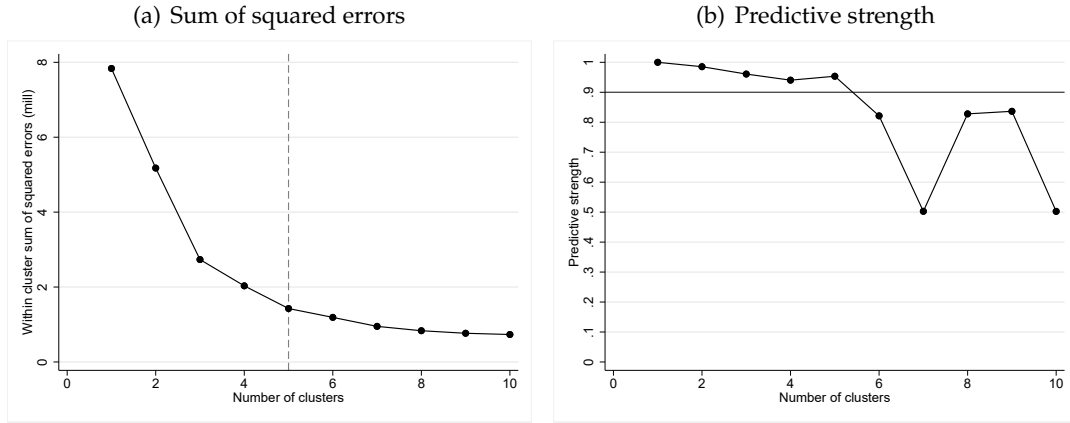 (a) Sum of squared errors
Within cluster sum of squared errors (mill)
8
6
4
2
0
0 2 4 6 8 10
Number of clusters
(b) Predictive strength
Predictive strength
1
.9
.8
.7
.6
.5
.4
.3
.2
.1
0
0 2 4 6 8 10
Number of clusters